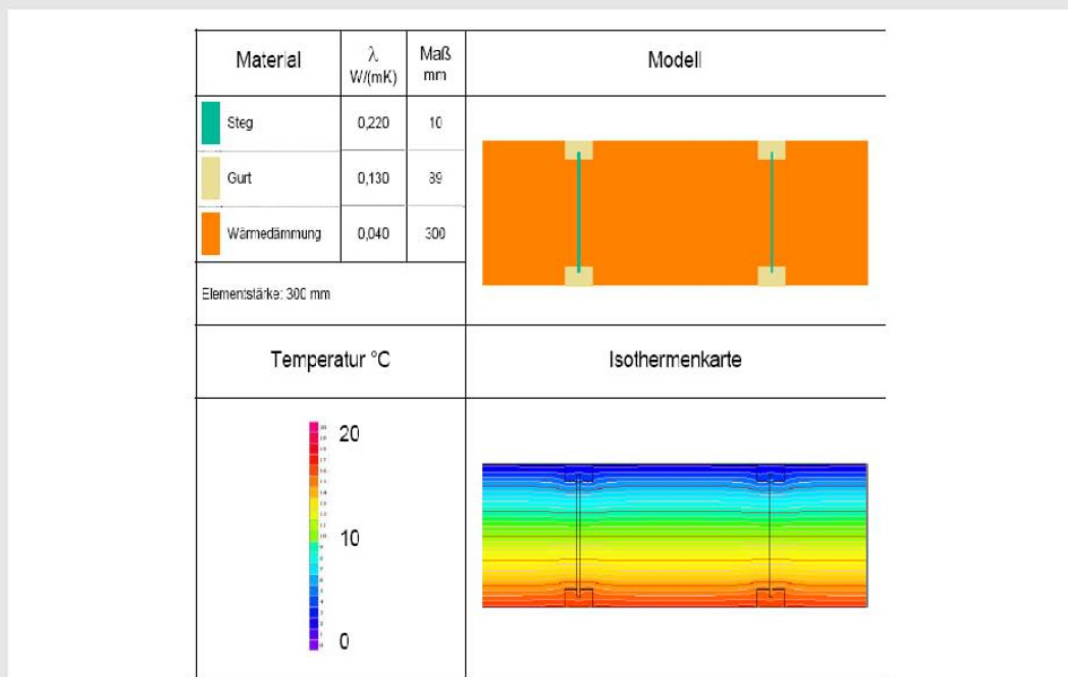 Material
λ
W/(mK)
Maß
mm
Modell
Steg
0,220
10
Gurt
0,130
89
Wärmedämmung
0,040
300
Elementstärke: 300 mm
Temperatur °C
Isothermenkarte
20
10
0